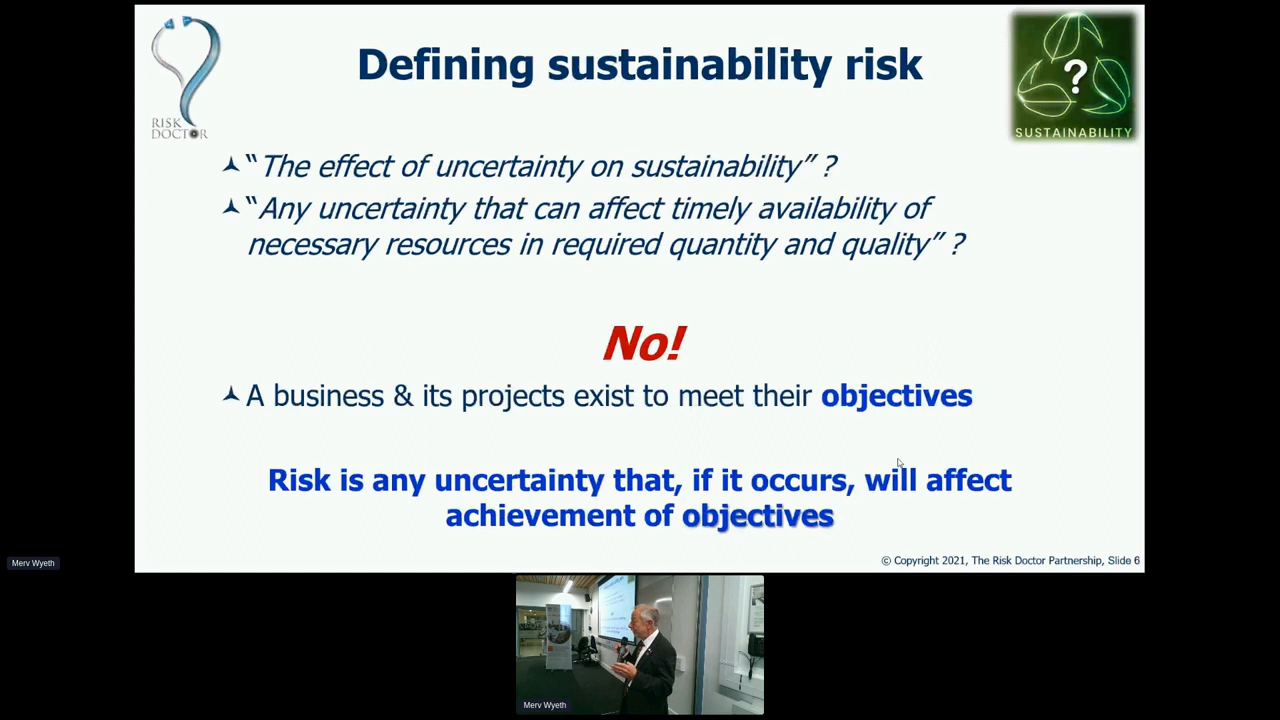 Defining sustainability risk
RISK
DOCTOR
?
SUSTAINABILITY
“The effect of uncertainty on sustainability” ?
“Any uncertainty that can affect timely availability of
necessary resources in required quantity and quality” ?
No!
A business & its projects exist to meet their objectives
Risk is any uncertainty that, if it occurs, will affect
achievement of objectives
© Copyright 2021, The Risk Doctor Partnership, Slide 6
Merv Wyeth
Merv Wyeth